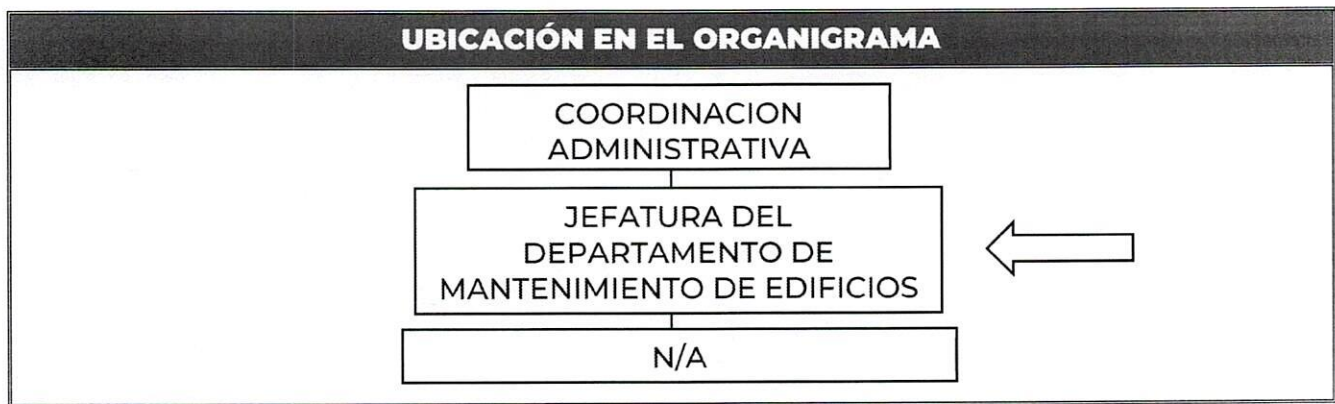 UBICACIÓN EN EL ORGANIGRAMA
COORDINACION
ADMINISTRATIVA
JEFATURA DEL
DEPARTAMENTO DE
MANTENIMIENTO DE EDIFICIOS
N/A